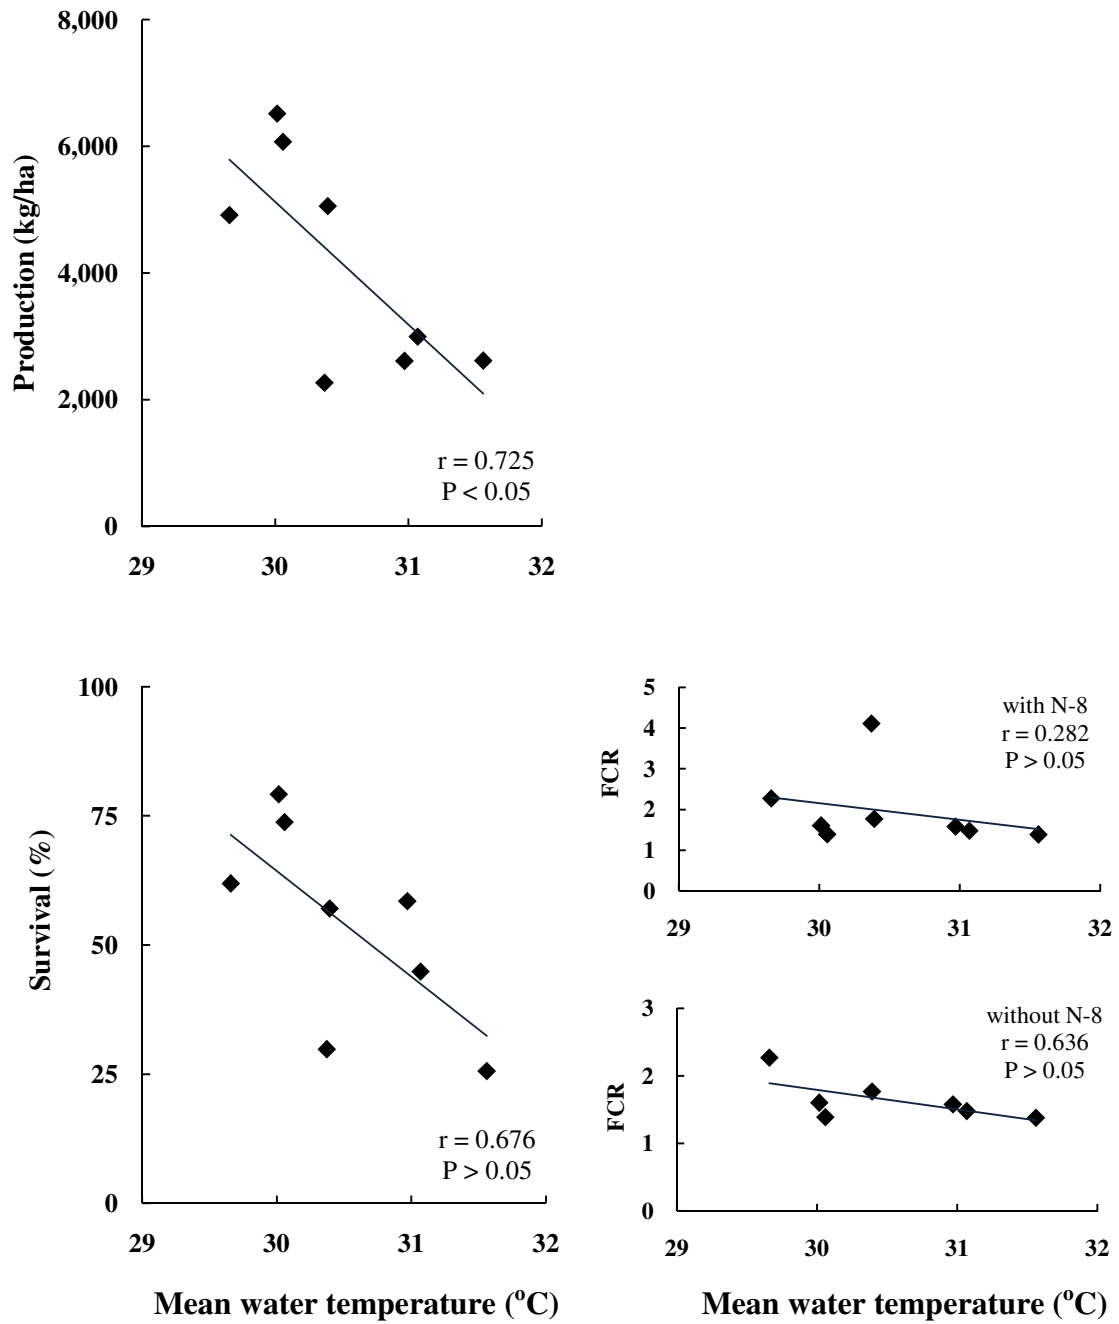 8,000
6,000
4,000
2,000
0
Production (kg/ha)
r = 0.725
P < 0.05
29 30 31 32
100
75
50
25
0
Survival (%)
r = 0.676
P > 0.05
29 30 31 32
Mean water temperature (°C)
5
4
3
2
1
0
FCR
with N-8
r = 0.282
P > 0.05
29 30 31 32
3
2
1
0
FCR
without N-8
r = 0.636
P > 0.05
29 30 31 32
Mean water temperature (°C)